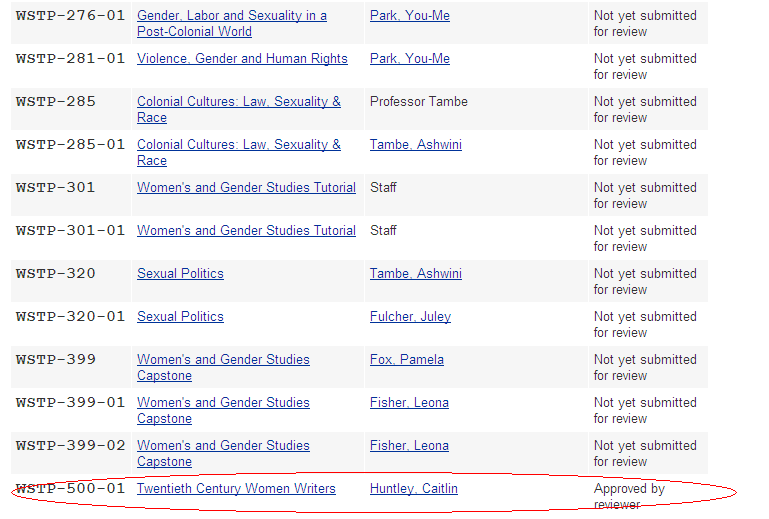 WSTP-276-01 Gender, Labor and Sexuality in a Park, You-Me Not yet submitted
Post-Colonial World for review
WSTP-281-01 Violence, Gender and Human Rights Park, You-Me Not yet submitted
for review
WSTP-285 Colonial Cultures: Law, Sexuality & Professor Tambe Not yet submitted
Race for review
WSTP-285-01 Colonial Cultures: Law, Sexuality & Tambe, Ashwini Not yet submitted
Race for review
WSTP-301 Women's and Gender Studies Tutorial Staff Not yet submitted
for review
WSTP-301-01 Women's and Gender Studies Tutorial Staff Not yet submitted
for review
WSTP-320 Sexual Politics Tambe, Ashwini Not yet submitted
for review
WSTP-320-01 Sexual Politics Fulcher, Juley Not yet submitted
for review
WSTP-399 Women's and Gender Studies Fox, Pamela Not yet submitted
Capstone for review
WSTP-399-01 Women's and Gender Studies Fisher, Leona Not yet submitted
Capstone for review
WSTP-399-02 Women's and Gender Studies Fisher, Leona Not yet submitted
Capstone for review
WSTP-500-01 Twentieth Century Women Writers Huntley, Caitlin Approved by
reviewer